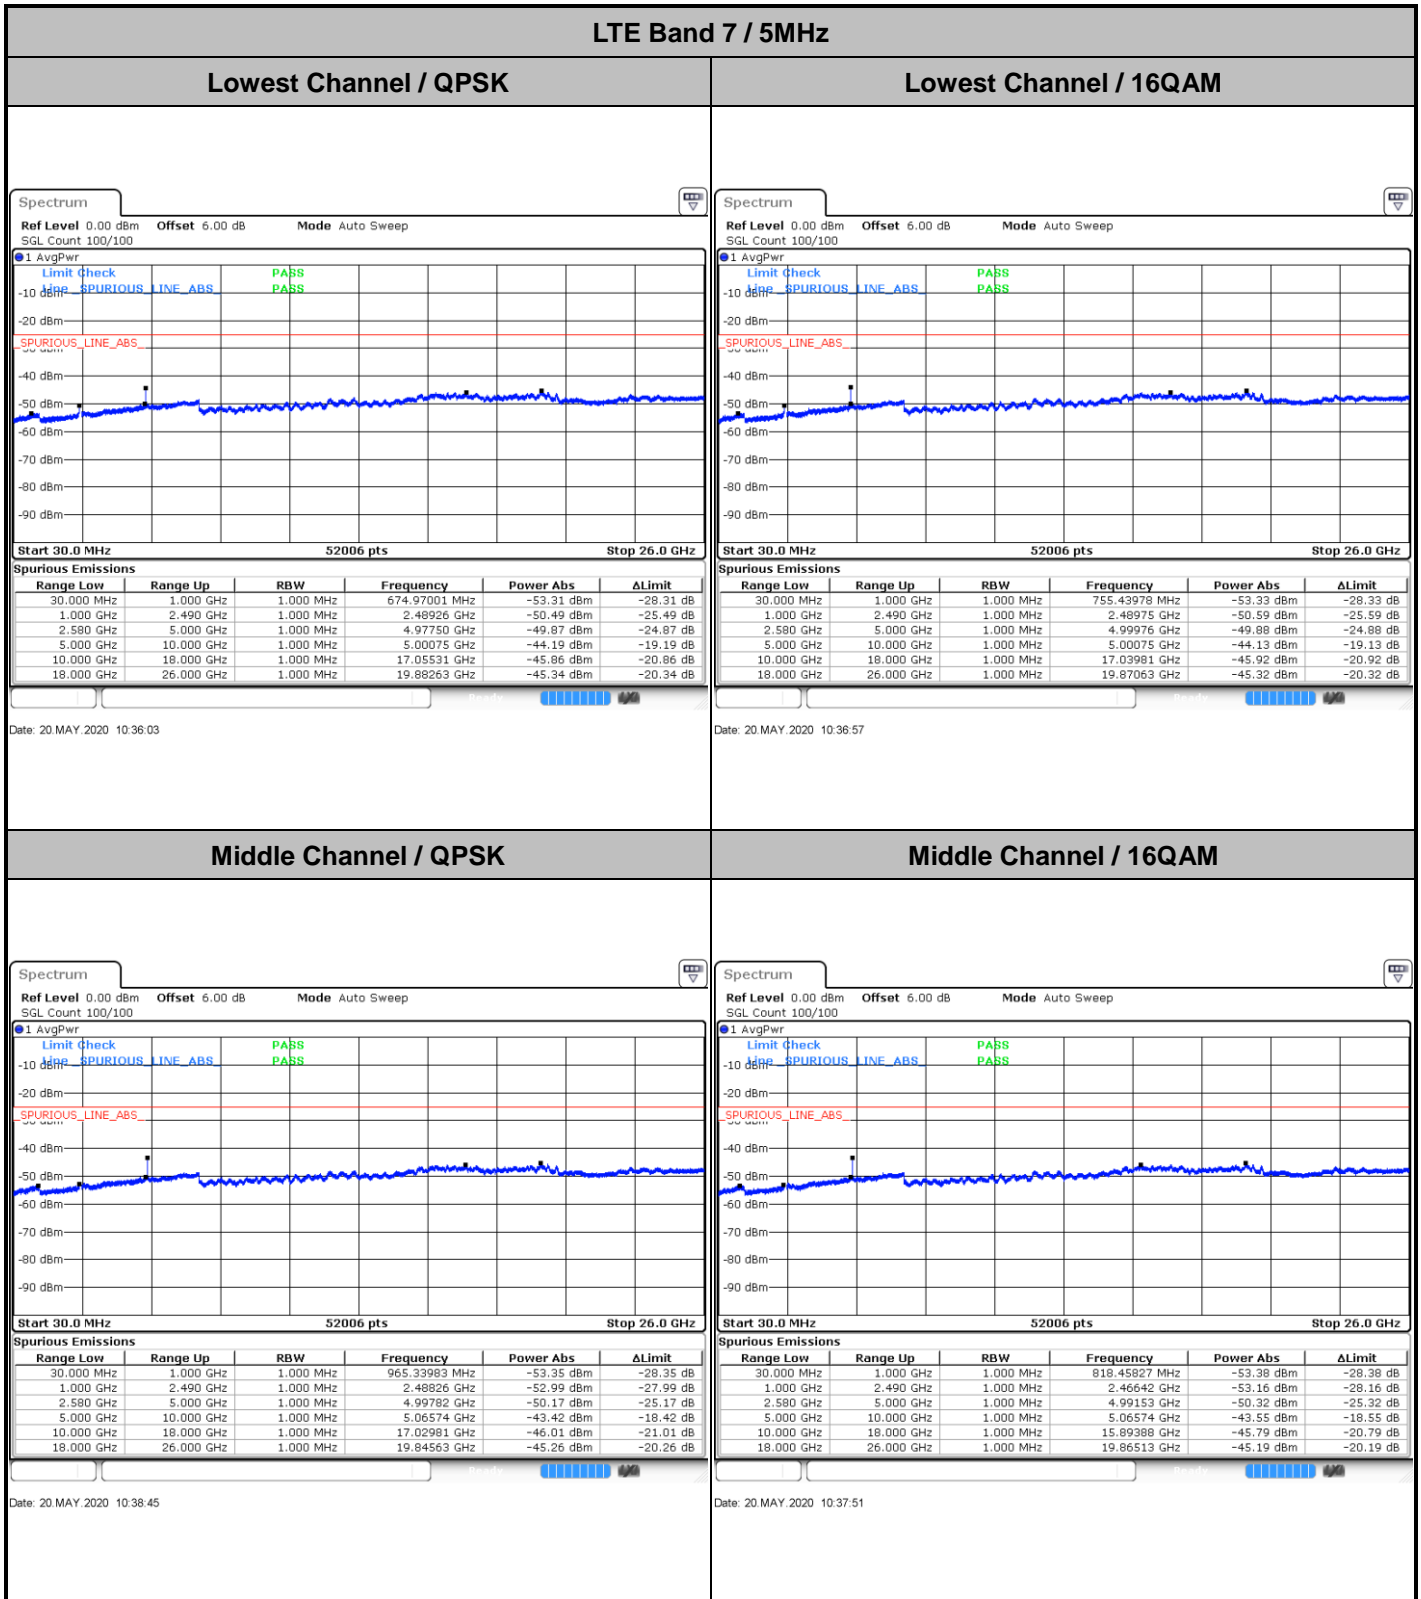 LTE Band 7 / 5MHz
Lowest Channel / QPSK
Lowest Channel / 16QAM
Spectrum
Ref Level 0.00 dBm Offset 6.00 dB Mode Auto Sweep
SGL Count 100/100
1 AvgPwr
Limit Check PASS
Line _SPURIOUS_LINE_ABS_ PASS
-10 dBm
-20 dBm
_SPURIOUS_LINE_ABS_
-40 dBm
-50 dBm
-60 dBm
-70 dBm
-80 dBm
-90 dBm
Start 30.0 MHz 52006 pts Stop 26.0 GHz
Spurious Emissions
Range Low Range Up RBW Frequency Power Abs ΔLimit
30.000 MHz 1.000 GHz 1.000 MHz 674.97001 MHz -53.31 dBm -28.31 dB
1.000 GHz 2.490 GHz 1.000 MHz 2.48926 GHz -50.49 dBm -25.49 dB
2.580 GHz 5.000 GHz 1.000 MHz 4.97750 GHz -49.87 dBm -24.87 dB
5.000 GHz 10.000 GHz 1.000 MHz 5.00075 GHz -44.19 dBm -19.19 dB
10.000 GHz 18.000 GHz 1.000 MHz 17.05531 GHz -45.86 dBm -20.86 dB
18.000 GHz 26.000 GHz 1.000 MHz 19.88263 GHz -45.34 dBm -20.34 dB
Date: 20.MAY.2020 10:36:03
Spectrum
Ref Level 0.00 dBm Offset 6.00 dB Mode Auto Sweep
SGL Count 100/100
1 AvgPwr
Limit Check PASS
Line _SPURIOUS_LINE_ABS_ PASS
-10 dBm
-20 dBm
_SPURIOUS_LINE_ABS_
-40 dBm
-50 dBm
-60 dBm
-70 dBm
-80 dBm
-90 dBm
Start 30.0 MHz 52006 pts Stop 26.0 GHz
Spurious Emissions
Range Low Range Up RBW Frequency Power Abs ΔLimit
30.000 MHz 1.000 GHz 1.000 MHz 755.43978 MHz -53.33 dBm -28.33 dB
1.000 GHz 2.490 GHz 1.000 MHz 2.48975 GHz -50.59 dBm -25.59 dB
2.580 GHz 5.000 GHz 1.000 MHz 4.99976 GHz -49.88 dBm -24.88 dB
5.000 GHz 10.000 GHz 1.000 MHz 5.00075 GHz -44.13 dBm -19.13 dB
10.000 GHz 18.000 GHz 1.000 MHz 17.03981 GHz -45.92 dBm -20.92 dB
18.000 GHz 26.000 GHz 1.000 MHz 19.87063 GHz -45.32 dBm -20.32 dB
Date: 20.MAY.2020 10:36:57
Middle Channel / QPSK
Middle Channel / 16QAM
Spectrum
Ref Level 0.00 dBm Offset 6.00 dB Mode Auto Sweep
SGL Count 100/100
1 AvgPwr
Limit Check PASS
Line _SPURIOUS_LINE_ABS_ PASS
-10 dBm
-20 dBm
_SPURIOUS_LINE_ABS_
-40 dBm
-50 dBm
-60 dBm
-70 dBm
-80 dBm
-90 dBm
Start 30.0 MHz 52006 pts Stop 26.0 GHz
Spurious Emissions
Range Low Range Up RBW Frequency Power Abs ΔLimit
30.000 MHz 1.000 GHz 1.000 MHz 965.33983 MHz -53.35 dBm -28.35 dB
1.000 GHz 2.490 GHz 1.000 MHz 2.48826 GHz -52.99 dBm -27.99 dB
2.580 GHz 5.000 GHz 1.000 MHz 4.99782 GHz -50.17 dBm -25.17 dB
5.000 GHz 10.000 GHz 1.000 MHz 5.06574 GHz -43.42 dBm -18.42 dB
10.000 GHz 18.000 GHz 1.000 MHz 17.02981 GHz -46.01 dBm -21.01 dB
18.000 GHz 26.000 GHz 1.000 MHz 19.84563 GHz -45.26 dBm -20.26 dB
Date: 20.MAY.2020 10:38:45
Spectrum
Ref Level 0.00 dBm Offset 6.00 dB Mode Auto Sweep
SGL Count 100/100
1 AvgPwr
Limit Check PASS
Line _SPURIOUS_LINE_ABS_ PASS
-10 dBm
-20 dBm
_SPURIOUS_LINE_ABS_
-40 dBm
-50 dBm
-60 dBm
-70 dBm
-80 dBm
-90 dBm
Start 30.0 MHz 52006 pts Stop 26.0 GHz
Spurious Emissions
Range Low Range Up RBW Frequency Power Abs ΔLimit
30.000 MHz 1.000 GHz 1.000 MHz 818.45827 MHz -53.38 dBm -28.38 dB
1.000 GHz 2.490 GHz 1.000 MHz 2.46642 GHz -53.16 dBm -28.16 dB
2.580 GHz 5.000 GHz 1.000 MHz 4.99153 GHz -50.32 dBm -25.32 dB
5.000 GHz 10.000 GHz 1.000 MHz 5.06574 GHz -43.55 dBm -18.55 dB
10.000 GHz 18.000 GHz 1.000 MHz 15.89388 GHz -45.79 dBm -20.79 dB
18.000 GHz 26.000 GHz 1.000 MHz 19.86513 GHz -45.19 dBm -20.19 dB
Date: 20.MAY.2020 10:37:51